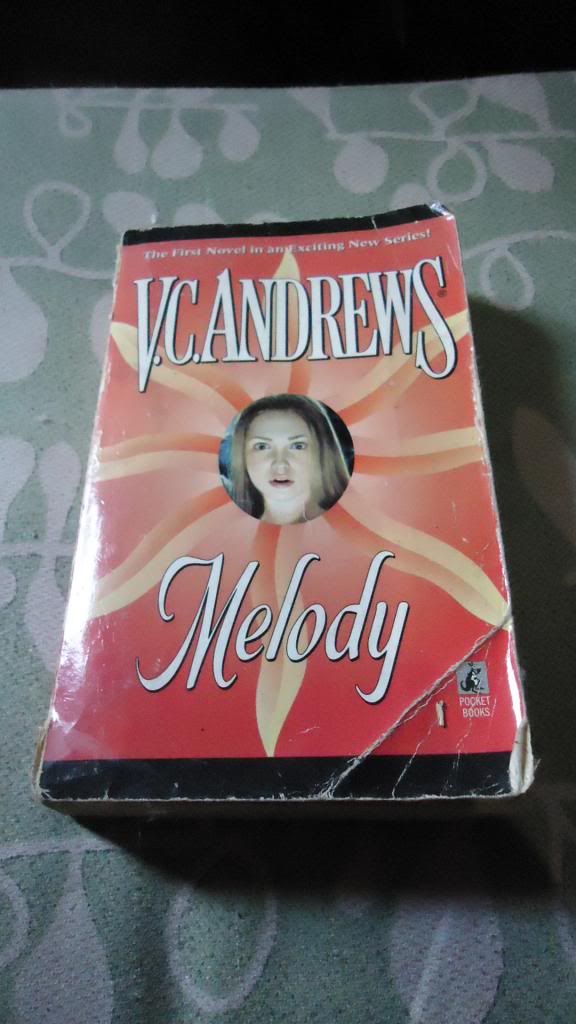 The First Novel in an Exciting New Series!
V.C. ANDREWS®
Melody
POCKET
BOOKS